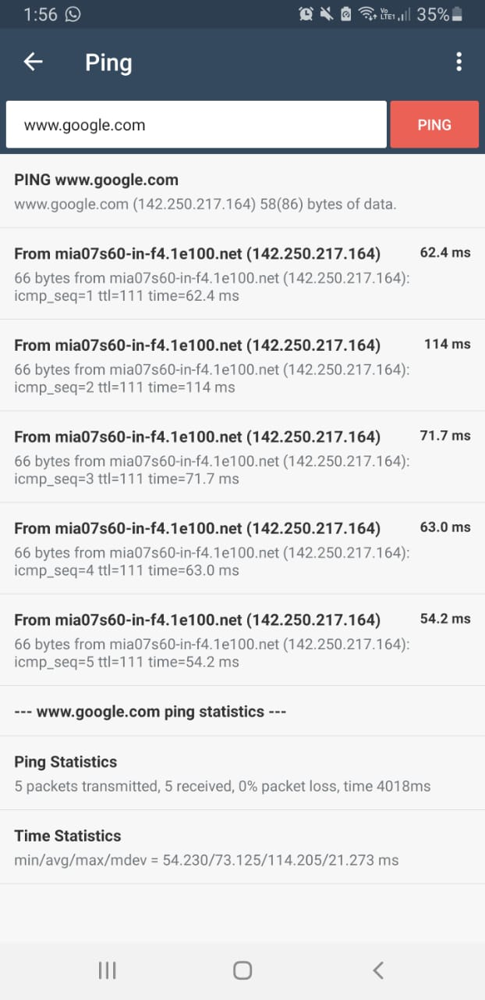 1:56 Vo LTE1 35%
Ping
www.google.com PING
PING www.google.com
www.google.com (142.250.217.164) 58(86) bytes of data.
From mia07s60-in-f4.1e100.net (142.250.217.164) 62.4 ms
66 bytes from mia07s60-in-f4.1e100.net (142.250.217.164):
icmp_seq=1 ttl=111 time=62.4 ms
From mia07s60-in-f4.1e100.net (142.250.217.164) 114 ms
66 bytes from mia07s60-in-f4.1e100.net (142.250.217.164):
icmp_seq=2 ttl=111 time=114 ms
From mia07s60-in-f4.1e100.net (142.250.217.164) 71.7 ms
66 bytes from mia07s60-in-f4.1e100.net (142.250.217.164):
icmp_seq=3 ttl=111 time=71.7 ms
From mia07s60-in-f4.1e100.net (142.250.217.164) 63.0 ms
66 bytes from mia07s60-in-f4.1e100.net (142.250.217.164):
icmp_seq=4 ttl=111 time=63.0 ms
From mia07s60-in-f4.1e100.net (142.250.217.164) 54.2 ms
66 bytes from mia07s60-in-f4.1e100.net (142.250.217.164):
icmp_seq=5 ttl=111 time=54.2 ms
--- www.google.com ping statistics ---
Ping Statistics
5 packets transmitted, 5 received, 0% packet loss, time 4018ms
Time Statistics
min/avg/max/mdev = 54.230/73.125/114.205/21.273 ms